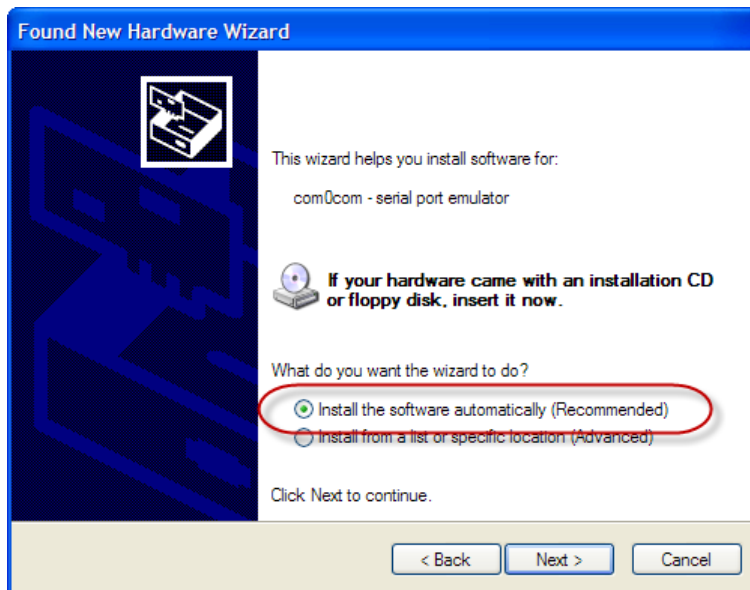 Found New Hardware Wizard
This wizard helps you install software for:
com0com - serial port emulator
If your hardware came with an installation CD
or floppy disk, insert it now.
What do you want the wizard to do?
Install the software automatically (Recommended)
Install from a list or specific location (Advanced)
Click Next to continue.
< Back
Next >
Cancel